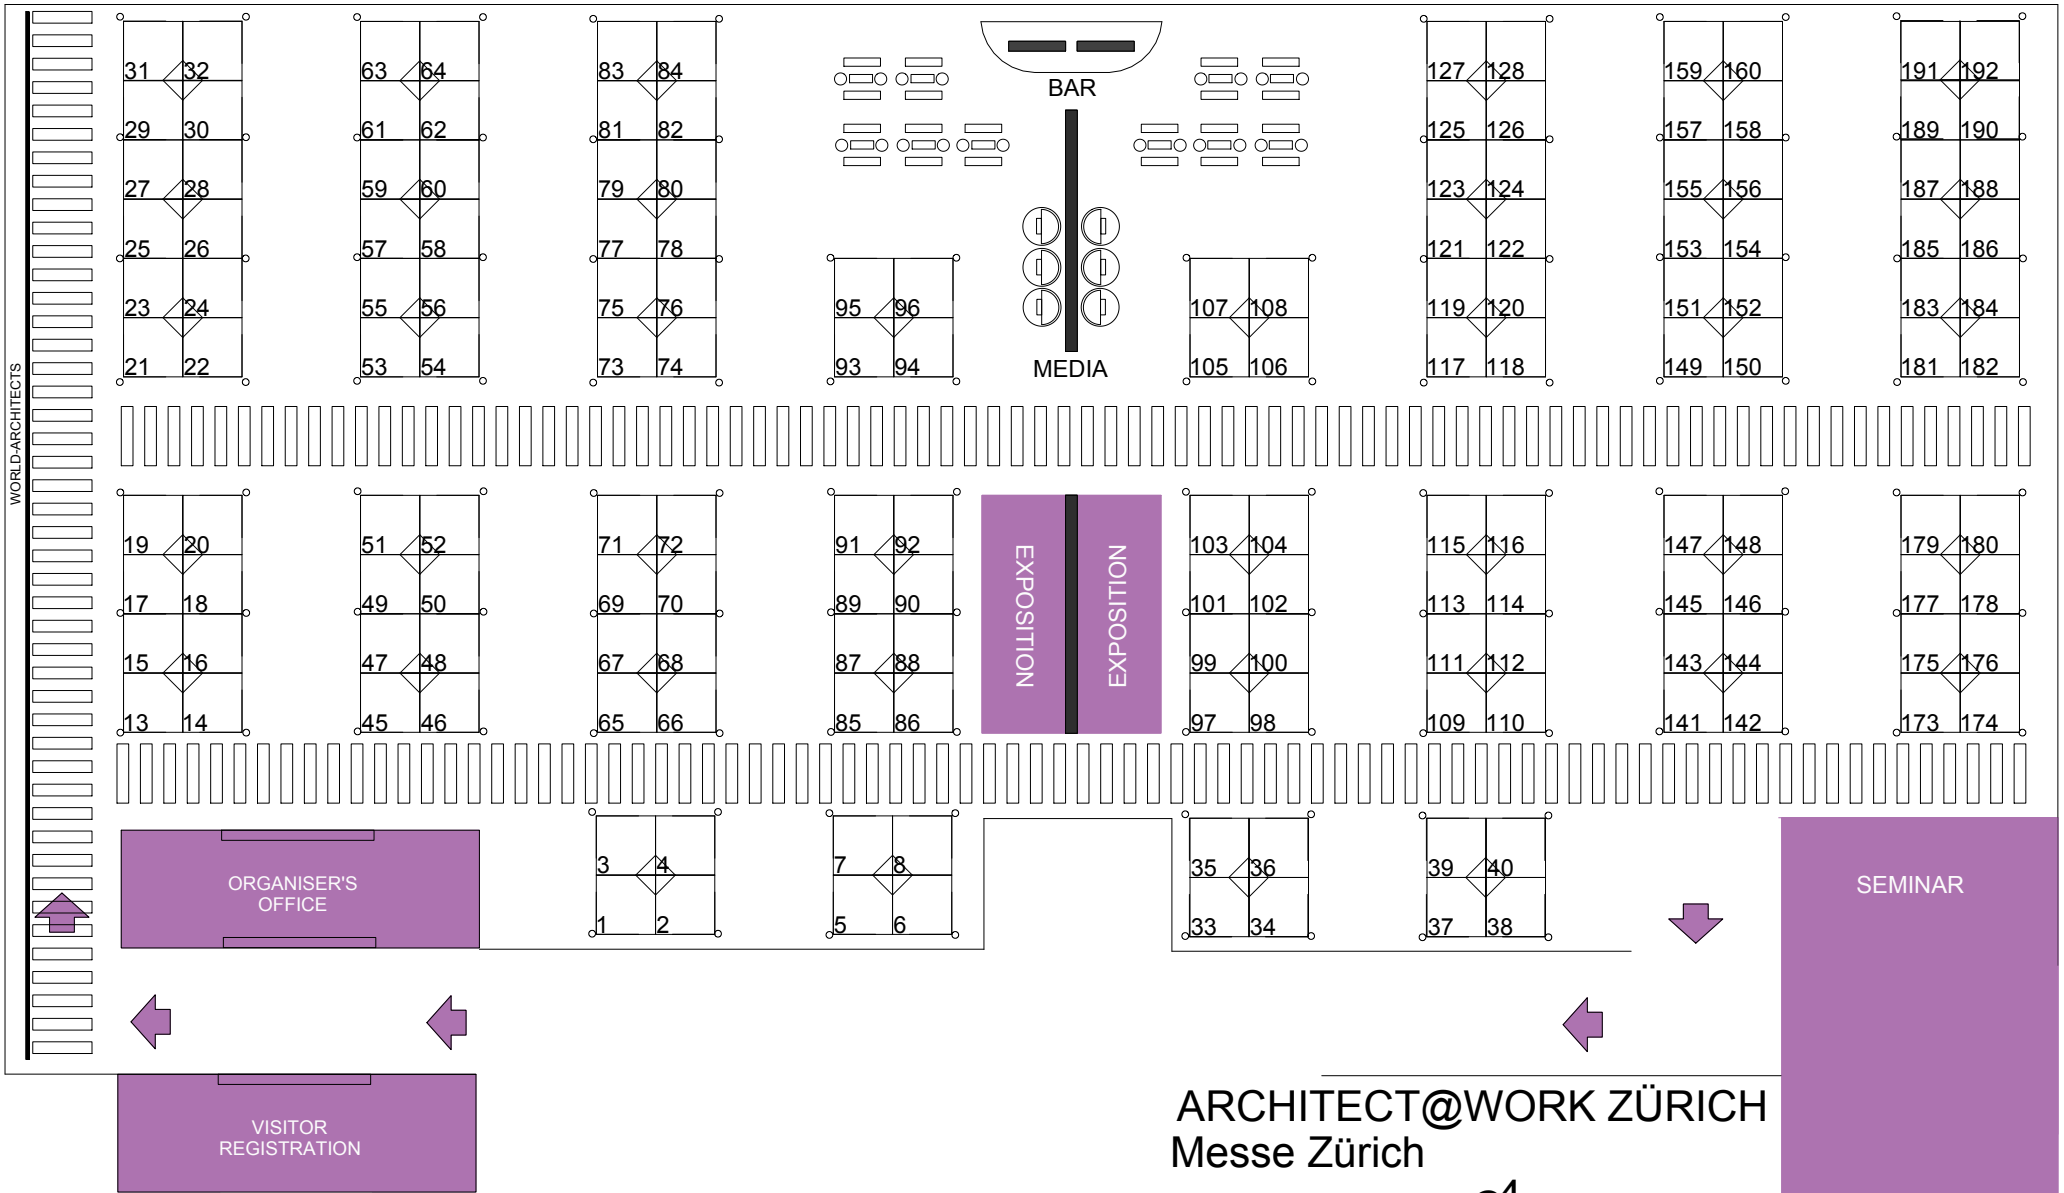 31 32 63 64 83 84 127 128 159 160 191 192
BAR
29 30 61 62 81 82 125 126 157 158 189 190
27 28 59 60 79 80 123 124 155 156 187 188
25 26 57 58 77 78 121 122 153 154 185 186
23 24 55 56 75 76 95 96 107 108 119 120 151 152 183 184
21 22 53 54 73 74 93 94 MEDIA 105 106 117 118 149 150 181 182
WORLD-ARCHITECTS
19 20 51 52 71 72 91 92 103 104 115 116 147 148 179 180
EXPOSITION
EXPOSITION
17 18 49 50 69 70 89 90 101 102 113 114 145 146 177 178
15 16 47 48 67 68 87 88 99 100 111 112 143 144 175 176
13 14 45 46 65 66 85 86 97 98 109 110 141 142 173 174
3 4 7 8 35 36 39 40
ORGANISER'S
OFFICE
SEMINAR
1 2 5 6 33 34 37 38
VISITOR
REGISTRATION
ARCHITECT@WORK ZÜRICH
Messe Zürich